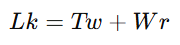 Lk = Tw + Wr